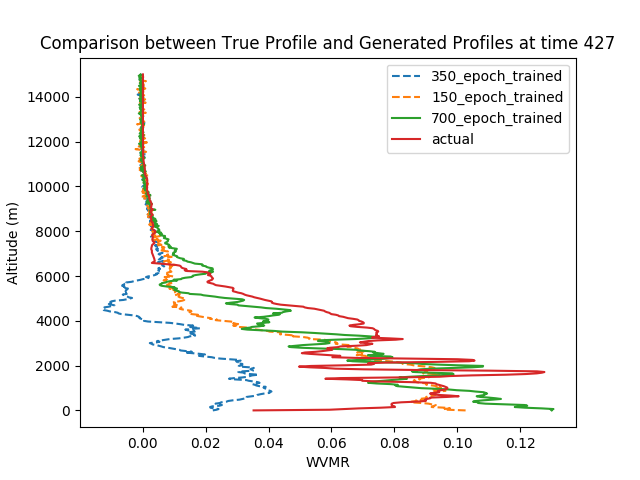 Comparison between True Profile and Generated Profiles at time 427
350_epoch_trained
150_epoch_trained
700_epoch_trained
actual
Altitude (m)
14000
12000
10000
8000
6000
4000
2000
0
0.00 0.02 0.04 0.06 0.08 0.10 0.12
WVMR